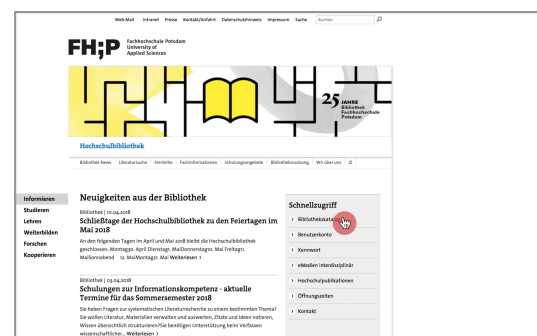 Web-Mail Intranet Presse Kontakt/Anfahrt Datenschutzhinweis Impressum Suche Suchen
FH;P Fachhochschule Potsdam
University of
Applied Sciences
25 JAHRE
Bibliothek
Fachhochschule
Potsdam
Hochschulbibliothek
Bibliothek News Literatursuche Fernleihe Fachinformationen Schulungsangebote Bibliotheksnutzung Wir über uns
Informieren
Studieren
Lehren
Weiterbilden
Forschen
Kooperieren
Neuigkeiten aus der Bibliothek
Bibliothek | 10.04.2018
Schließtage der Hochschulbibliothek zu den Feiertagen im
Mai 2018
An den folgenden Tagen im April und Mai 2018 bleibt die Hochschulbibliothek
geschlossen: Montag30. April Dienstag1. MaiDonnerstag10. Mai Freitag11.
MaiSonnabend 12. MaiMontag21. Mai Weiterlesen >
Bibliothek | 03.04.2018
Schulungen zur Informationskompetenz - aktuelle
Termine für das Sommersemester 2018
Sie haben Fragen zur systematischen Literaturrecherche zu einem bestimmten Thema?
Sie wollen Literatur, Materialien verwalten und auswerten, Zitate und Ideen notieren,
Wissen übersichtlich strukturieren?Sie benötigen Unterstützung beim Verfassen
wissenschaftlicher... Weiterlesen >
Schnellzugriff
Bibliothekskatalog
Benutzerkonto
Kennwort
eMedien interdisziplinär
Hochschulpublikationen
Öffnungszeiten
Kontakt